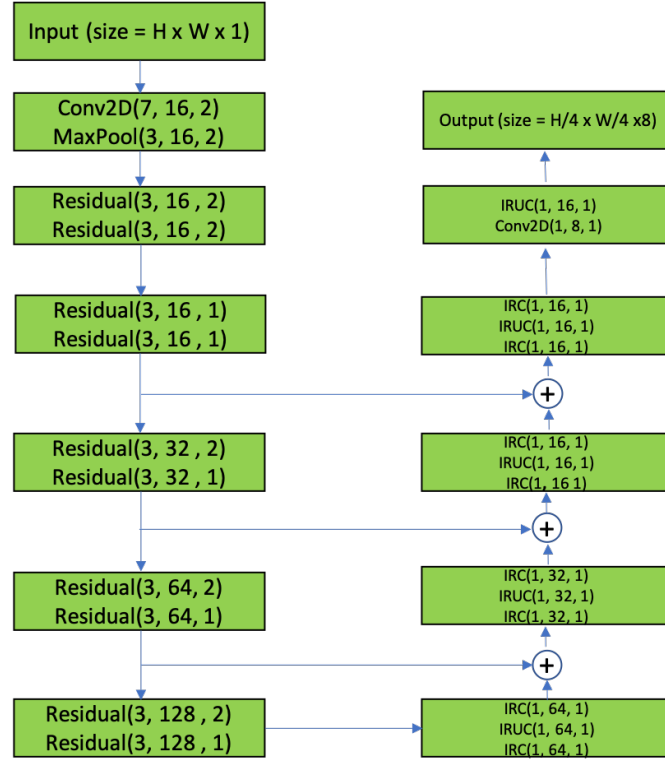 Input (size = H x W x 1)
Conv2D(7, 16, 2)
MaxPool(3, 16, 2)
Residual(3, 16 , 2)
Residual(3, 16 , 2)
Residual(3, 16 , 1)
Residual(3, 16 , 1)
Residual(3, 32 , 2)
Residual(3, 32 , 1)
Residual(3, 64, 2)
Residual(3, 64, 1)
Residual(3, 128 , 2)
Residual(3, 128 , 1)
Output (size = H/4 x W/4 x8)
IRUC(1, 16, 1)
Conv2D(1, 8, 1)
IRC(1, 16, 1)
IRUC(1, 16, 1)
IRC(1, 16, 1)
+
IRC(1, 16, 1)
IRUC(1, 16, 1)
IRC(1, 16 1)
+
IRC(1, 32, 1)
IRUC(1, 32, 1)
IRC(1, 32, 1)
+
IRC(1, 64, 1)
IRUC(1, 64, 1)
IRC(1, 64, 1)